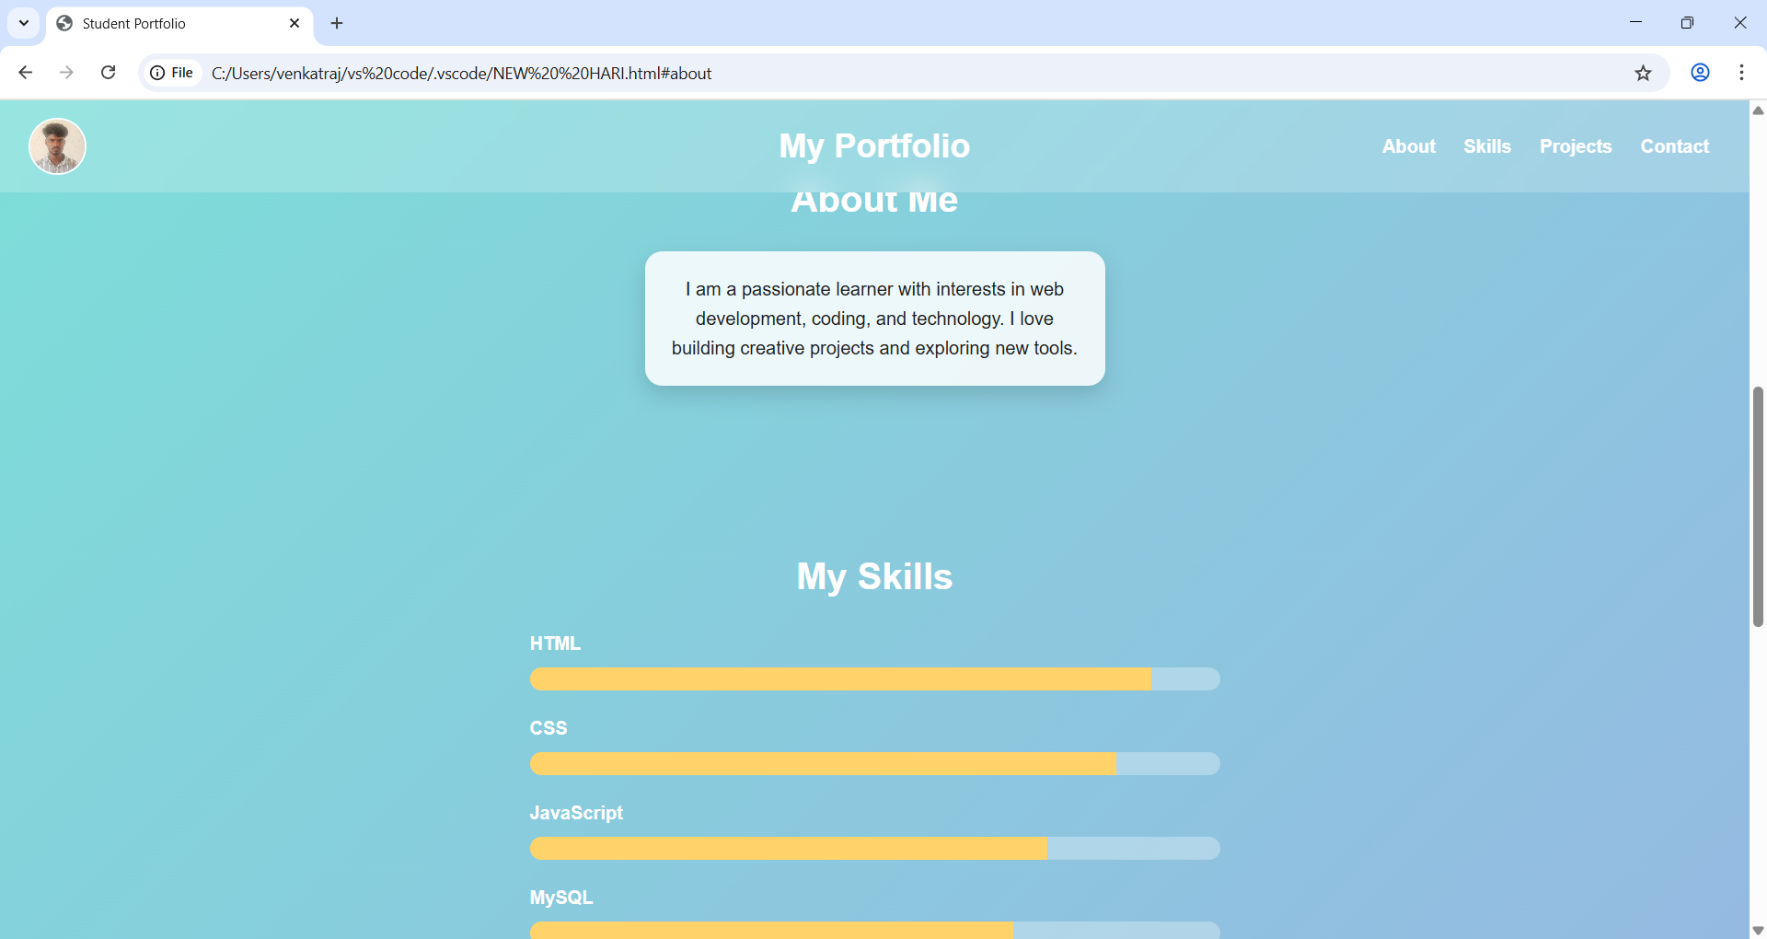 Student Portfolio
File
C:/Users/venkatraj/vs%20code/.vscode/NEW%20%20HARI.html#about
My Portfolio
About
Skills
Projects
Contact
About Me
I am a passionate learner with interests in web
development, coding, and technology. I love
building creative projects and exploring new tools.
My Skills
HTML
CSS
JavaScript
MySQL